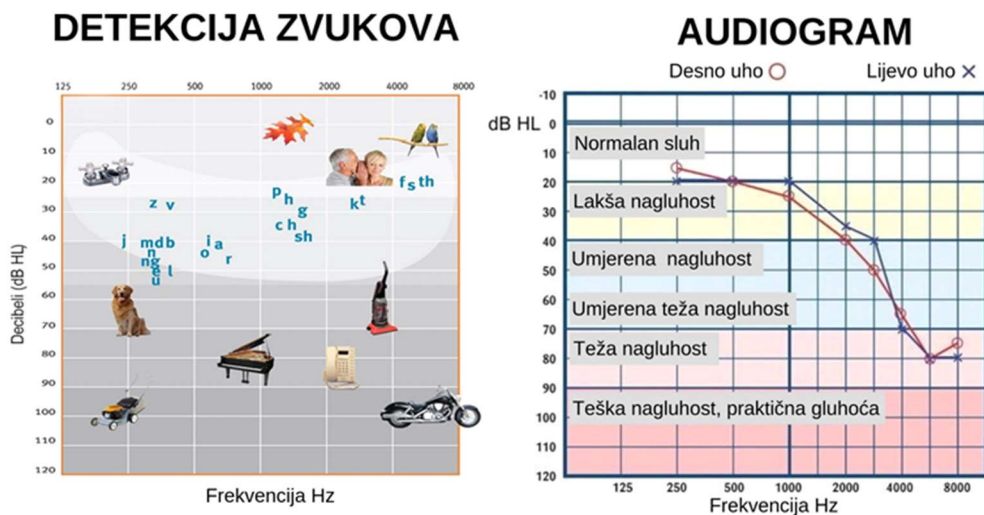 DETEKCIJA ZVUKOVA
125 250 500 1000 2000 4000 8000
Decibeli (dB HL)
0
10
20
30
40
50
60
70
80
90
100
110
120
z v
j
m d b
n
ng
e l
u
i a
o r
p
h
g
ch
sh
k t
f s th
Frekvencija Hz
AUDIOGRAM
Desno uho Lijevo uho
dB HL
-10
0
10
20
30
40
50
60
70
80
90
100
110
120
Normalan sluh
Lakša nagluhost
Umjerena nagluhost
Umjerena teža nagluhost
Teža nagluhost
Teška nagluhost, praktična gluhoća
125 250 500 1000 2000 4000 8000
Frekvencija Hz